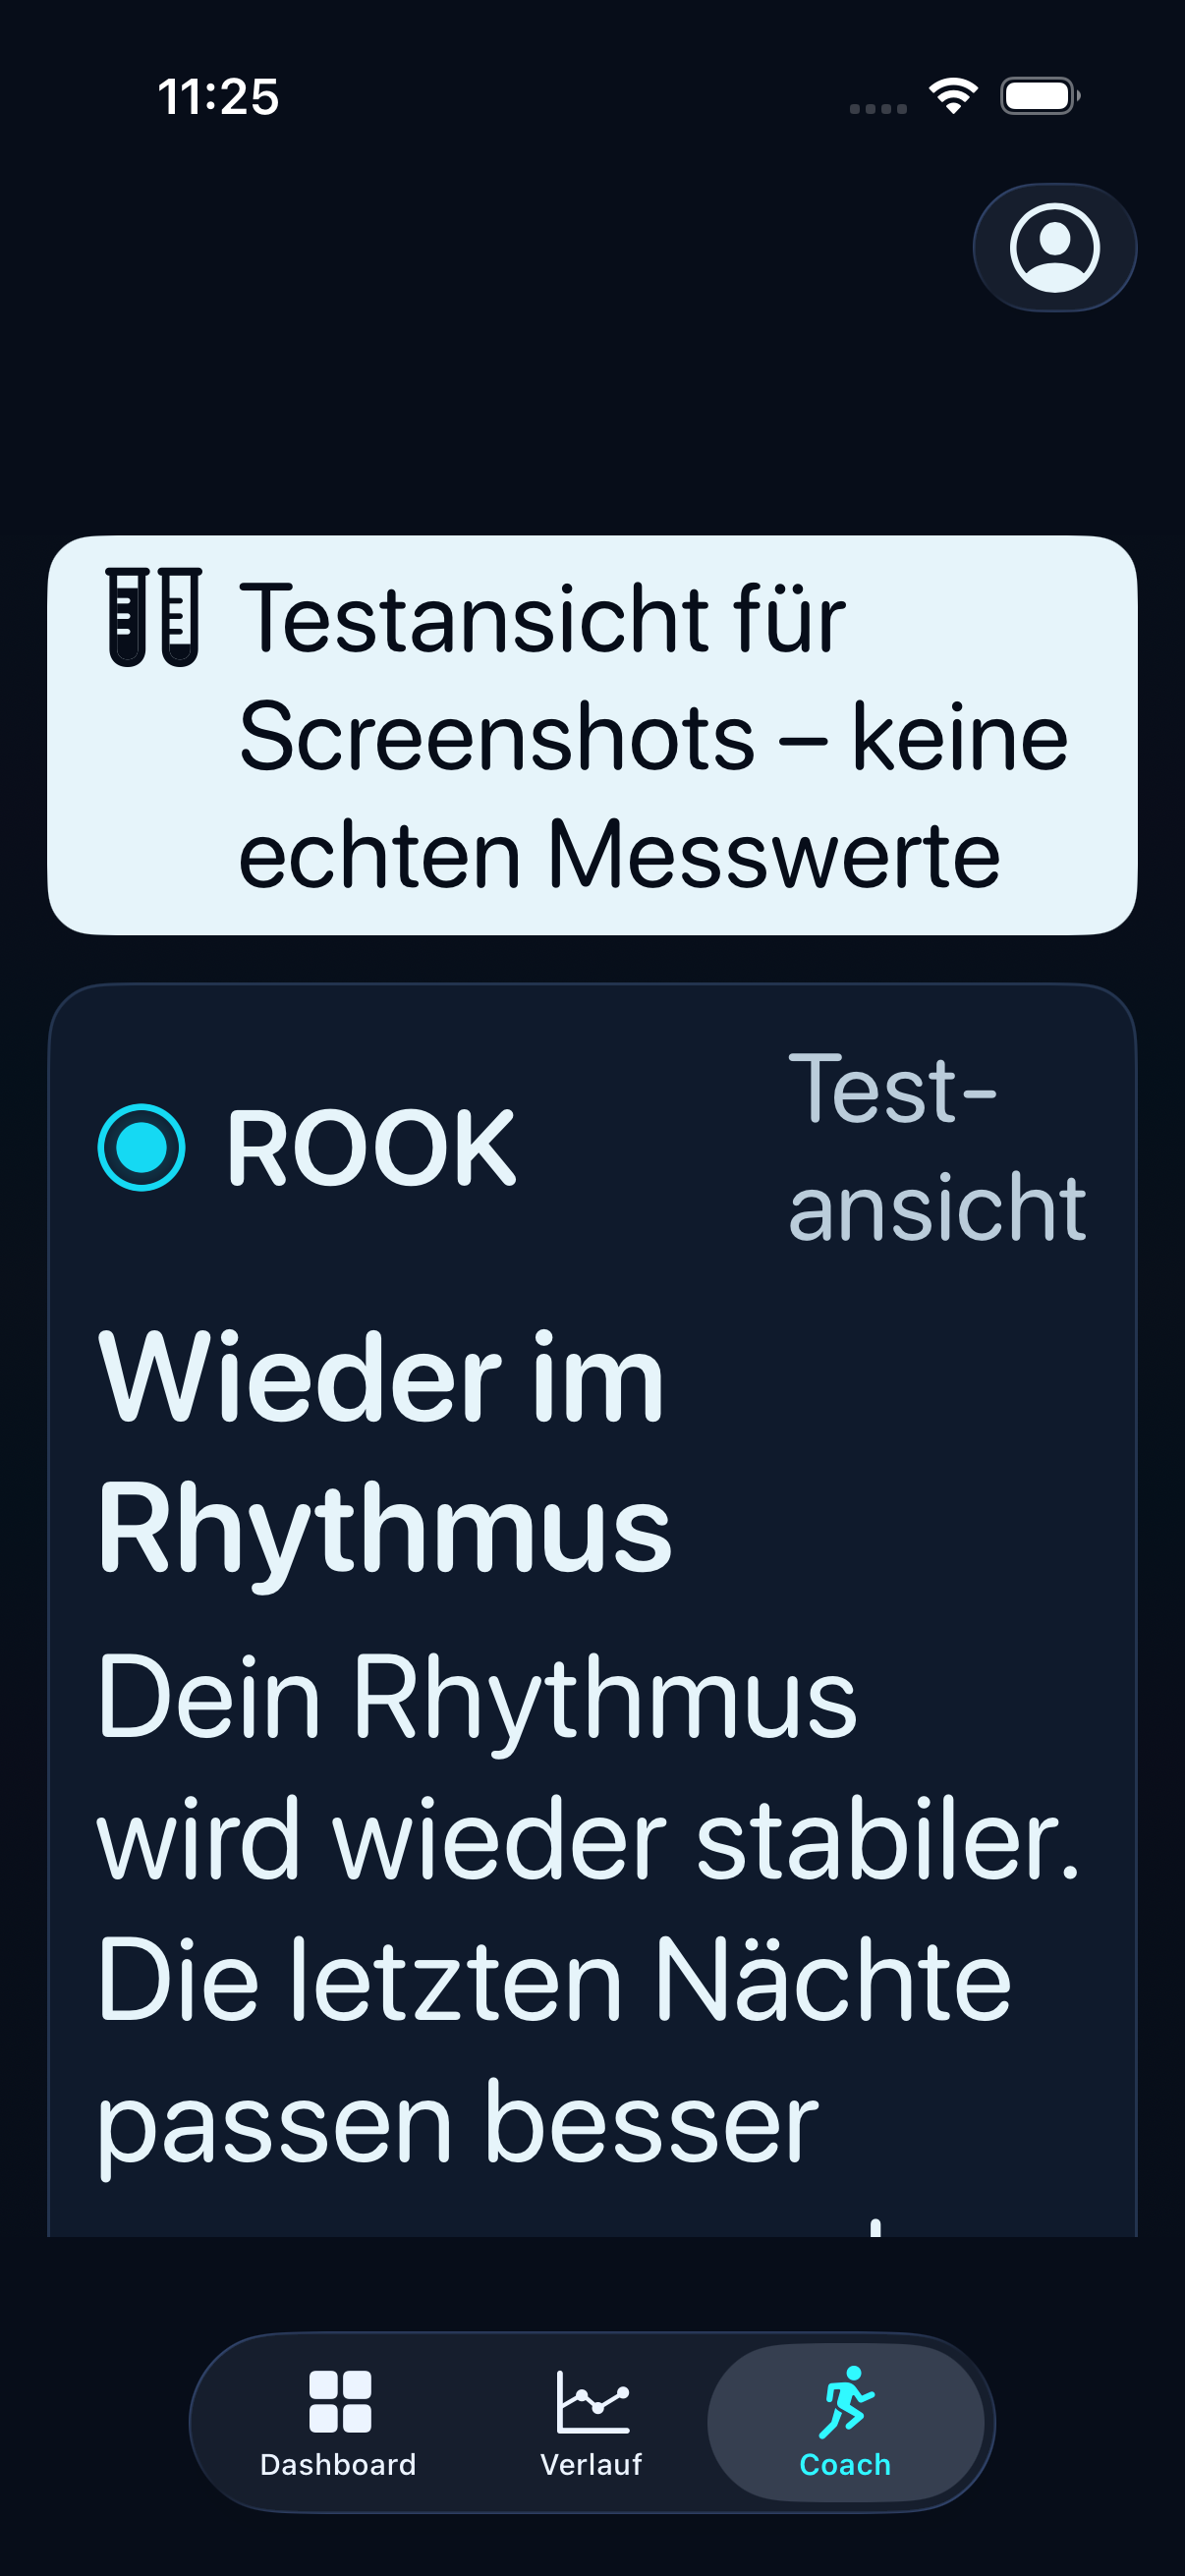 11:25
Testansicht für
Screenshots – keine
echten Messwerte
ROOK
Test-
ansicht
Wieder im
Rhythmus
Dein Rhythmus
wird wieder stabiler.
Die letzten Nächte
passen besser
Dashboard
Verlauf
Coach